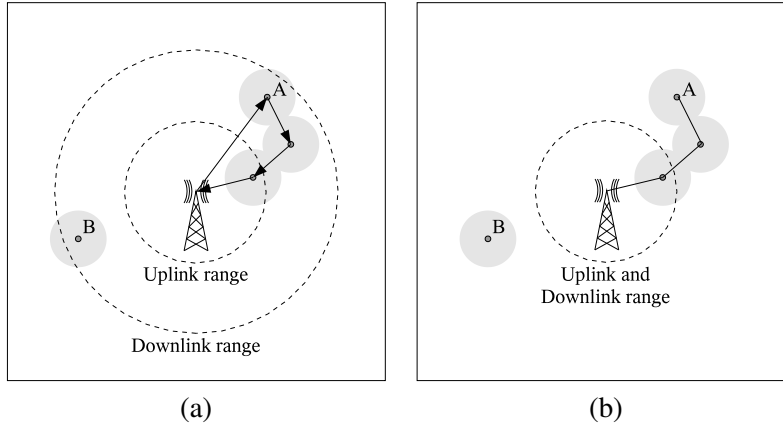 A
B
Uplink range
Downlink range
(a)
A
B
Uplink and
Downlink range
(b)